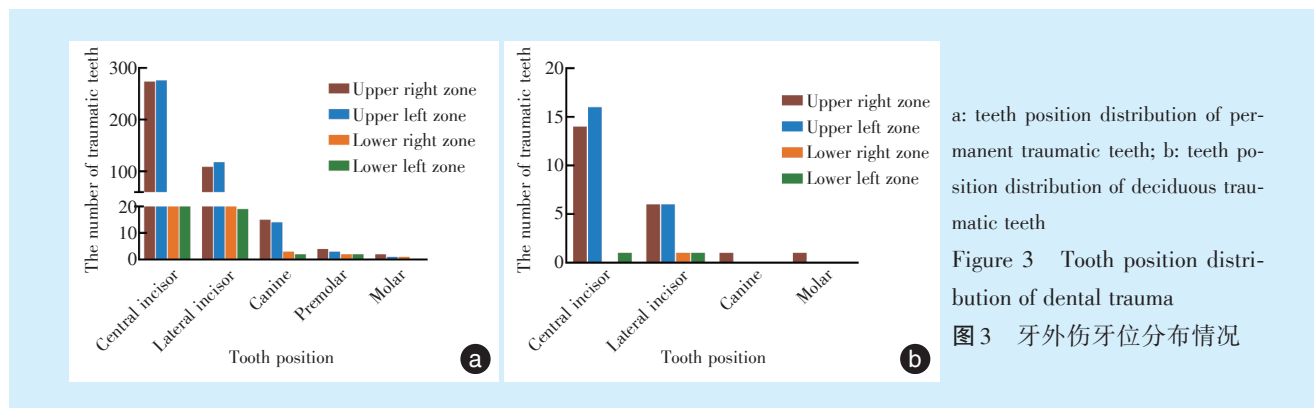 The number of traumatic teeth
300
200
100
20
10
0
Upper right zone
Upper left zone
Lower right zone
Lower left zone
Central incisor
Lateral incisor
Canine
Premolar
Molar
Tooth position
a
The number of traumatic teeth
20
15
10
5
0
Upper right zone
Upper left zone
Lower right zone
Lower left zone
Central incisor
Lateral incisor
Canine
Molar
Tooth position
b
a: teeth position distribution of per-
manent traumatic teeth; b: teeth po-
sition distribution of deciduous trau-
matic teeth
Figure 3 Tooth position distri-
bution of dental trauma
图3 牙外伤牙位分布情况